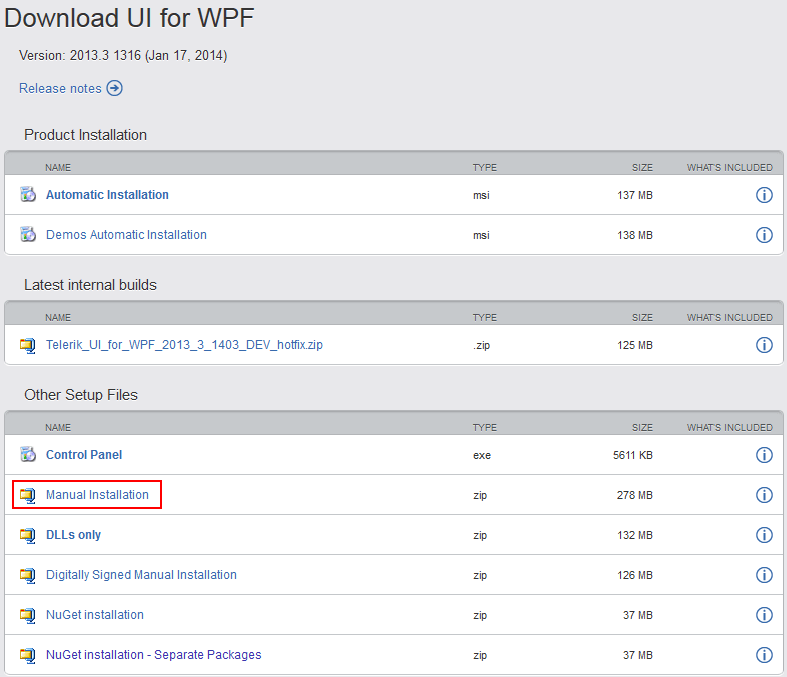 Download UI for WPF
Version: 2013.3 1316 (Jan 17, 2014)
Release notes
Product Installation
NAME TYPE SIZE WHAT'S INCLUDED
Automatic Installation msi 137 MB
Demos Automatic Installation msi 138 MB
Latest internal builds
NAME TYPE SIZE WHAT'S INCLUDED
Telerik_UI_for_WPF_2013_3_1403_DEV_hotfix.zip .zip 125 MB
Other Setup Files
NAME TYPE SIZE WHAT'S INCLUDED
Control Panel exe 5611 KB
Manual Installation zip 278 MB
DLLs only zip 132 MB
Digitally Signed Manual Installation zip 126 MB
NuGet installation zip 37 MB
NuGet installation - Separate Packages zip 37 MB